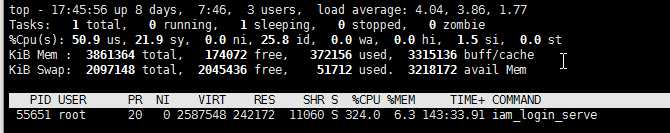 top - 17:45:56 up 8 days,  7:46,  3 users,  load average: 4.04, 3.86, 1.77
Tasks:   1 total,   0 running,   1 sleeping,   0 stopped,   0 zombie
%Cpu(s): 50.9 us, 21.9 sy,  0.0 ni, 25.8 id,  0.0 wa,  0.0 hi,  1.5 si,  0.0 st
KiB Mem :  3861364 total,   174072 free,   372156 used,  3315136 buff/cache
KiB Swap:  2097148 total,  2045436 free,    51712 used.  3218172 avail Mem
PID USER      PR  NI    VIRT    RES    SHR S  %CPU %MEM     TIME+ COMMAND
55651 root      20   0 2587548 242172  11060 S 324.0  6.3 143:33.91 iam_login_serve